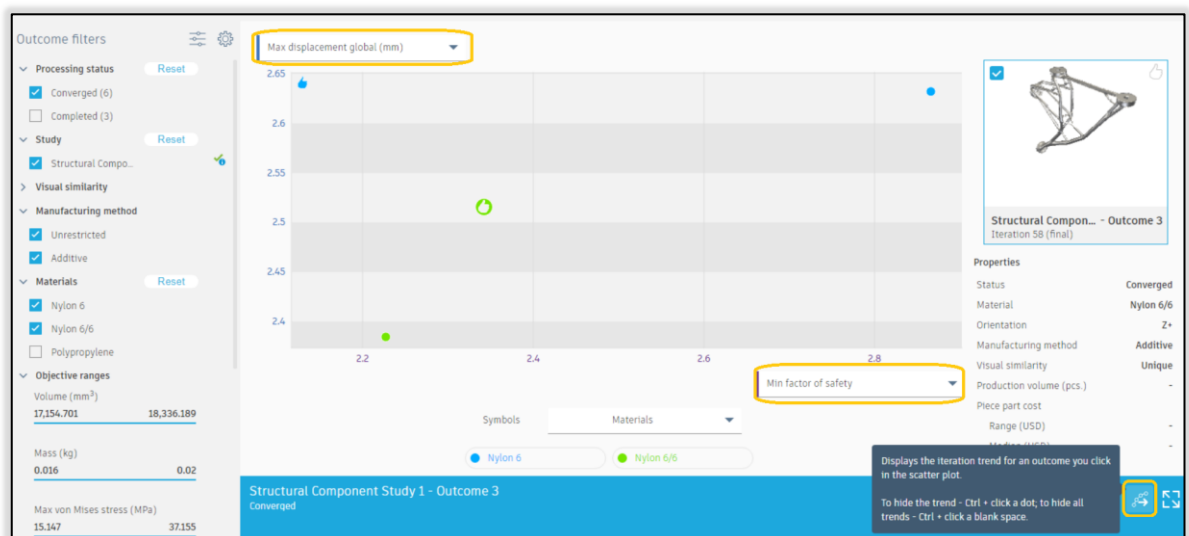 Outcome filters
Processing status Reset
Converged (6)
Completed (3)
Study Reset
Structural Compo...
Visual similarity
Manufacturing method
Unrestricted
Additive
Materials Reset
Nylon 6
Nylon 6/6
Polypropylene
Objective ranges
Volume (mm³)
17,154.701 18,336.189
Mass (kg)
0.016 0.02
Max von Mises stress (MPa)
15.147 37.155
Max displacement global (mm)
2.65
2.6
2.55
2.5
2.45
2.4
2.2 2.4 2.6 2.8
Min factor of safety
Symbols Materials
Nylon 6 Nylon 6/6
Structural Compon... - Outcome 3
Iteration 58 (final)
Properties
Status Converged
Material Nylon 6/6
Orientation Z+
Manufacturing method Additive
Visual similarity Unique
Production volume (pcs.) -
Piece part cost
Range (USD) -
Median (USD) -
Structural Component Study 1 - Outcome 3
Converged
Displays the iteration trend for an outcome you click
in the scatter plot.
To hide the trend - Ctrl + click a dot; to hide all
trends - Ctrl + click a blank space.